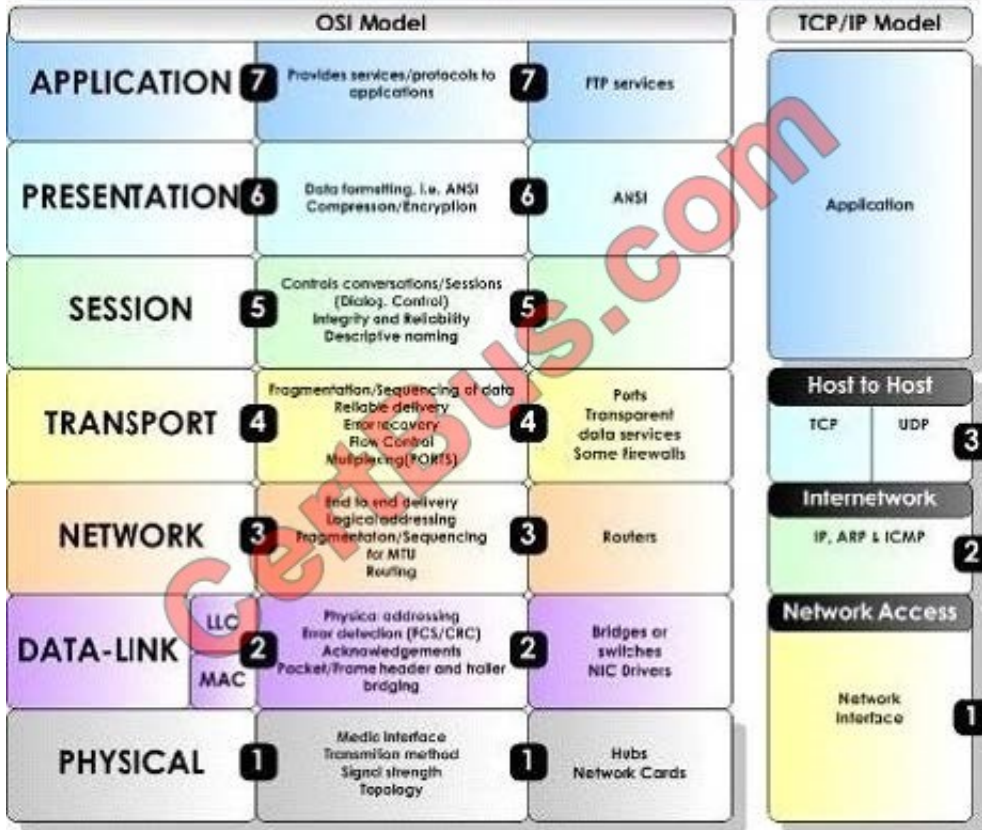 OSI Model
APPLICATION 7
Provides services/protocols to
applications
7
FTP services
PRESENTATION 6
Data formatting, i.e. ANSI
Compresson/Encryption
6
ANSI
SESSION 5
Controls conversations/Sessions
(Dialog. Control)
Integrity and Reliability
Descriptive naming
5
TRANSPORT 4
Fragmentation/Sequencing of data
Reliable delivery
Error recovery
Flow Control
Mutiplecing(PORTS)
4
Ports
Transparent
data services
Some firewalls
NETWORK 3
End to end delivery
Logical addressing
Fragmentation/Sequencing
for MTU
Routing
3
Routers
DATA-LINK
LLC
MAC
2
Physical addressing
Error detection (FCS/CRC)
Acknowledgements
Packet/Frame header and trailer
bridging
2
Bridges or
switches
NIC Drivers
PHYSICAL 1
Media Interface
Transmition method
Signal strength
Topology
1
Hubs
Network Cards
TCP/IP Model
Application
Host to Host
TCP UDP 3
Internetwork
IP, ARP & ICMP 2
Network Access
Network
Interface
1
CertBus.com